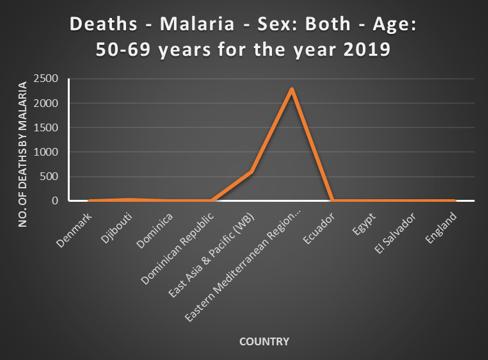 Deaths - Malaria - Sex: Both - Age:
50-69 years for the year 2019
NO. OF DEATHS BY MALARIA
2500
2000
1500
1000
500
0
Denmark
Djibouti
Dominica
Dominican Republic
East Asia & Pacific (WB)
Eastern Mediterranean Region…
Ecuador
Egypt
El Salvador
England
COUNTRY